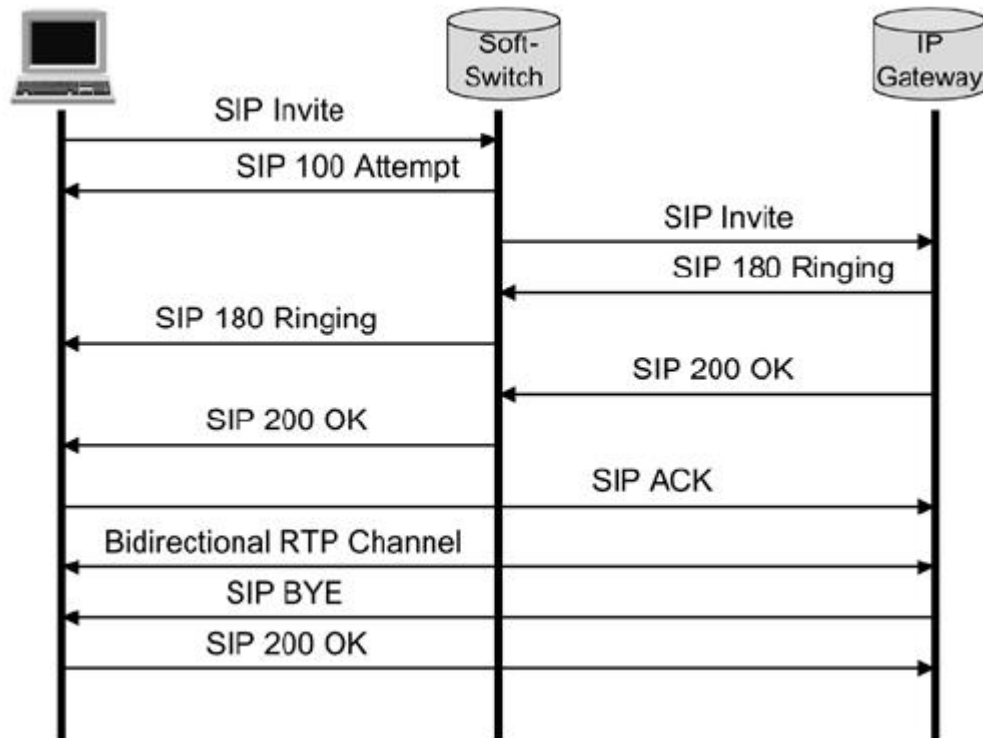 Soft-
Switch
IP
Gateway
SIP Invite
SIP 100 Attempt
SIP Invite
SIP 180 Ringing
SIP 180 Ringing
SIP 200 OK
SIP 200 OK
SIP ACK
Bidirectional RTP Channel
SIP BYE
SIP 200 OK